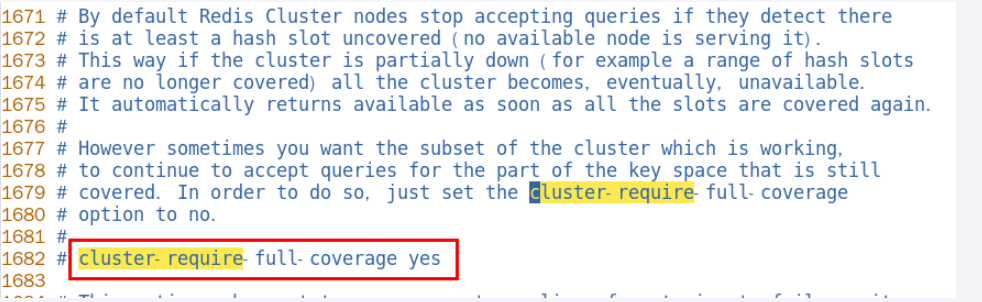 1671 # By default Redis Cluster nodes stop accepting queries if they detect there
1672 # is at least a hash slot uncovered (no available node is serving it).
1673 # This way if the cluster is partially down (for example a range of hash slots
1674 # are no longer covered) all the cluster becomes, eventually, unavailable.
1675 # It automatically returns available as soon as all the slots are covered again.
1676 #
1677 # However sometimes you want the subset of the cluster which is working,
1678 # to continue to accept queries for the part of the key space that is still
1679 # covered. In order to do so, just set the cluster-require-full-coverage
1680 # option to no.
1681 #
1682 # cluster-require-full-coverage yes
1683